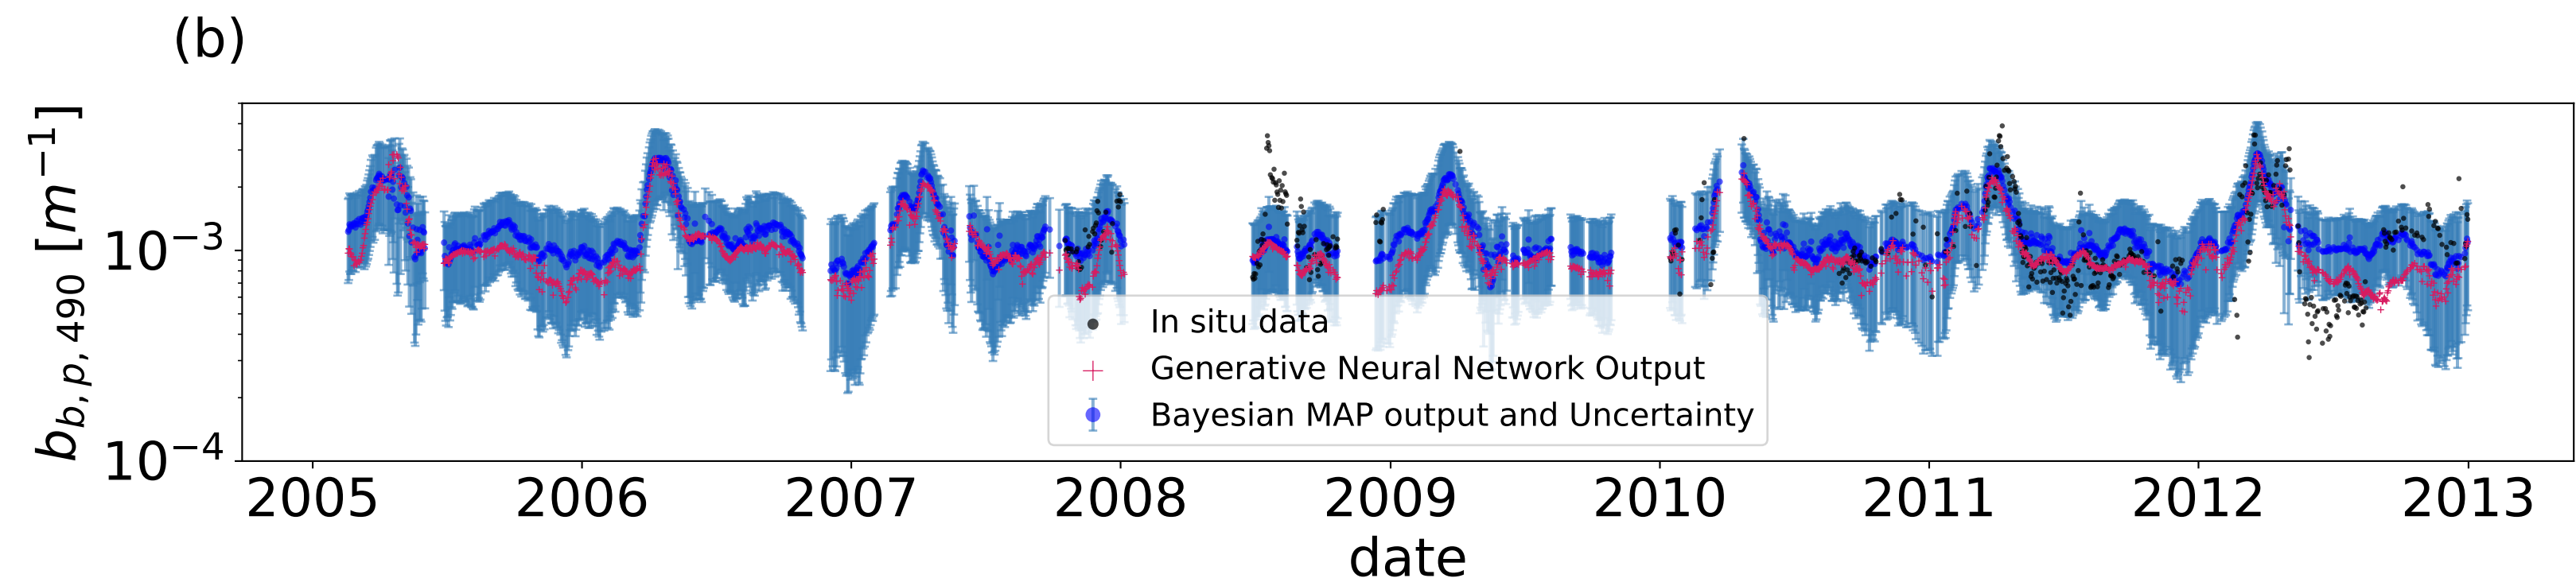 (b)
b_{b, p, 490} [m^{-1}]
10^{-3}
10^{-4}
In situ data
Generative Neural Network Output
Bayesian MAP output and Uncertainty
2005 2006 2007 2008 2009 2010 2011 2012 2013
date